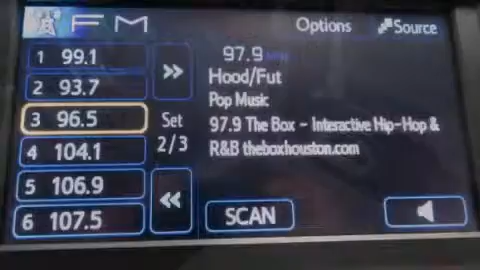 FM Options Source
1 99.1
2 93.7
3 96.5
4 104.1
5 106.9
6 107.5
Set
2/3
97.9 MHz
Hood/Fut
Pop Music
97.9 The Box - Interactive Hip-Hop &
R&B theboxhouston.com
SCAN